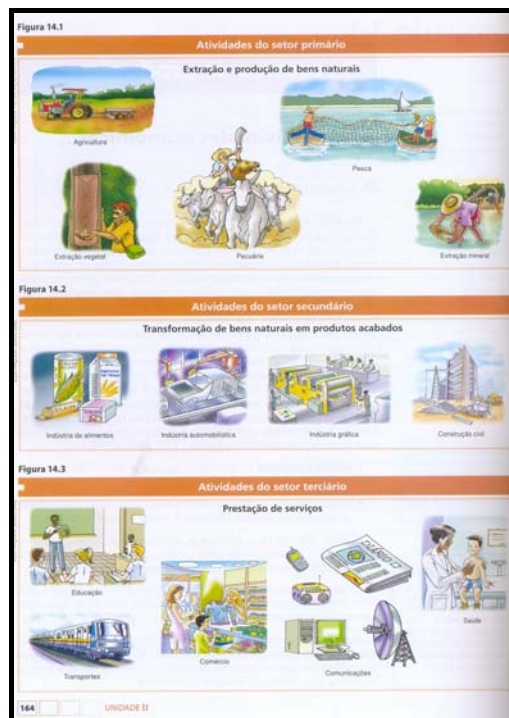 Figura 14.1
Atividades do setor primário
Extração e produção de bens naturais
Agricultura
Pesca
Extração vegetal
Pecuária
Extração mineral
Figura 14.2
Atividades do setor secundário
Transformação de bens naturais em produtos acabados
Indústria de alimentos
Indústria automobilística
Indústria gráfica
Construção civil
Figura 14.3
Atividades do setor terciário
Prestação de serviços
Educação
Saúde
Transportes
Comércio
Comunicações
164 UNIDADE II